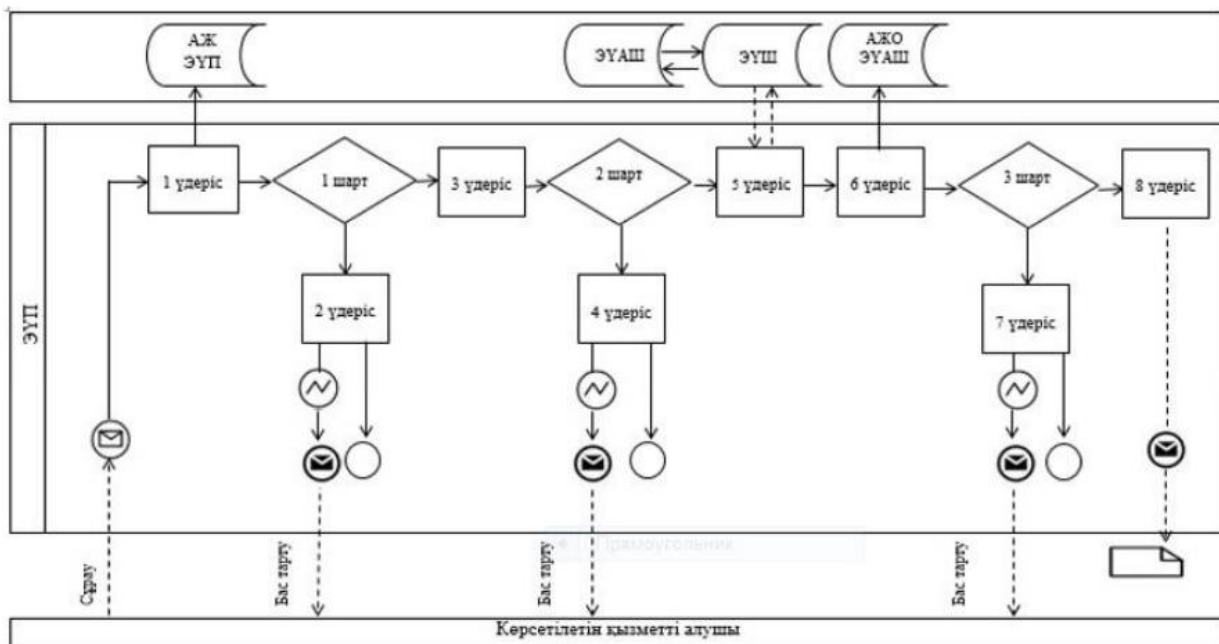 АЖ
ЭҮП
ЭҮАШ
ЭҮШ
АЖО
ЭҮАШ
1 үдеріс
1 шарт
3 үдеріс
2 шарт
5 үдеріс
6 үдеріс
3 шарт
8 үдеріс
2 үдеріс
4 үдеріс
7 үдеріс
ЭҮП
Прямоугольник
Сұрау
Бас тарту
Бас тарту
Бас тарту
Көрсетілетін қызметті алушы